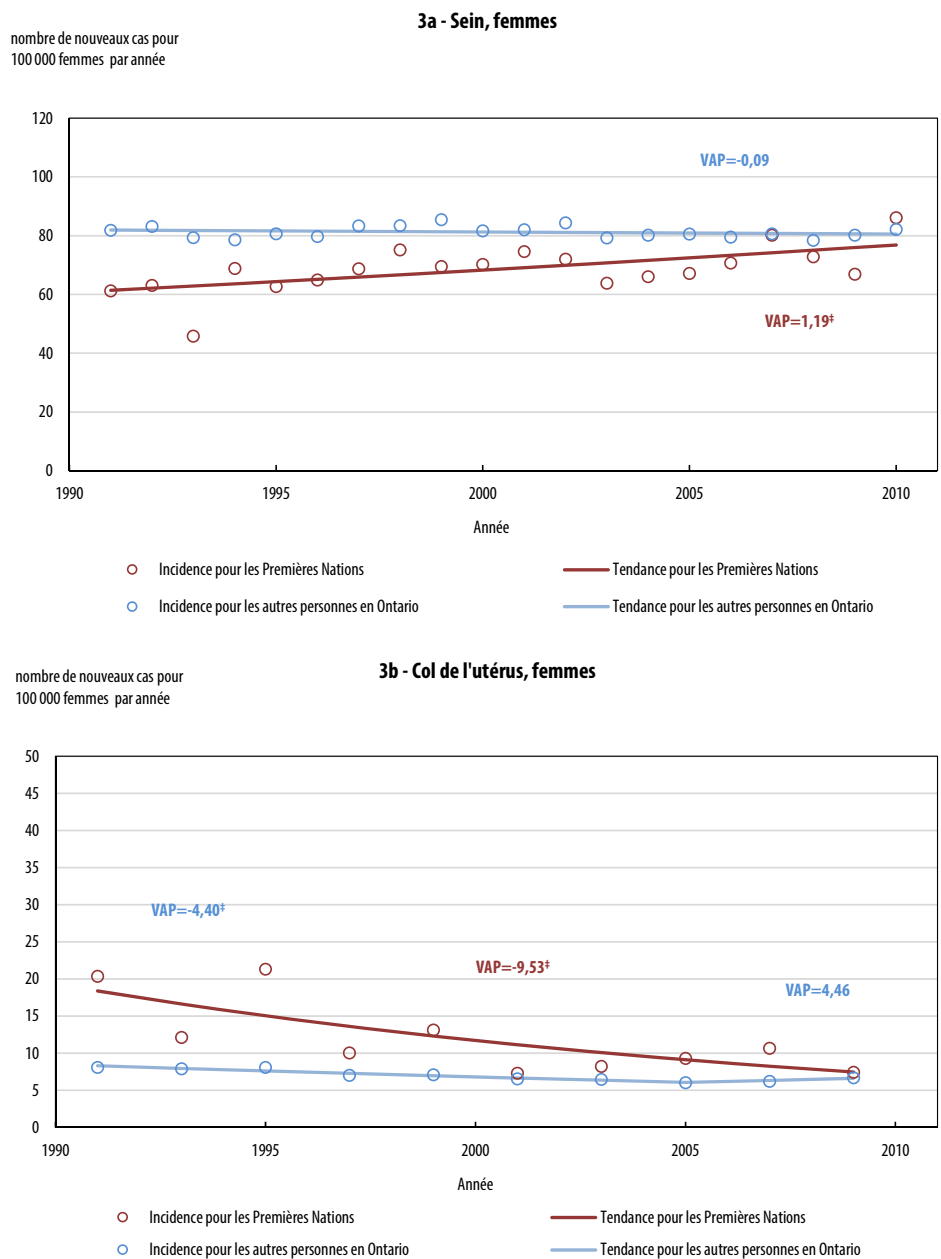 3a - Sein, femmes
nombre de nouveaux cas pour
100 000 femmes par année
120
100
80
60
40
20
0
VAP=-0,09
VAP=1,19‡
1990
1995
2000
2005
2010
Année
Incidence pour les Premières Nations
Tendance pour les Premières Nations
Incidence pour les autres personnes en Ontario
Tendance pour les autres personnes en Ontario
3b - Col de l'utérus, femmes
nombre de nouveaux cas pour
100 000 femmes par année
50
45
40
35
30
25
20
15
10
5
0
VAP=-4,40‡
VAP=-9,53‡
VAP=4,46
1990
1995
2000
2005
2010
Année
Incidence pour les Premières Nations
Tendance pour les Premières Nations
Incidence pour les autres personnes en Ontario
Tendance pour les autres personnes en Ontario